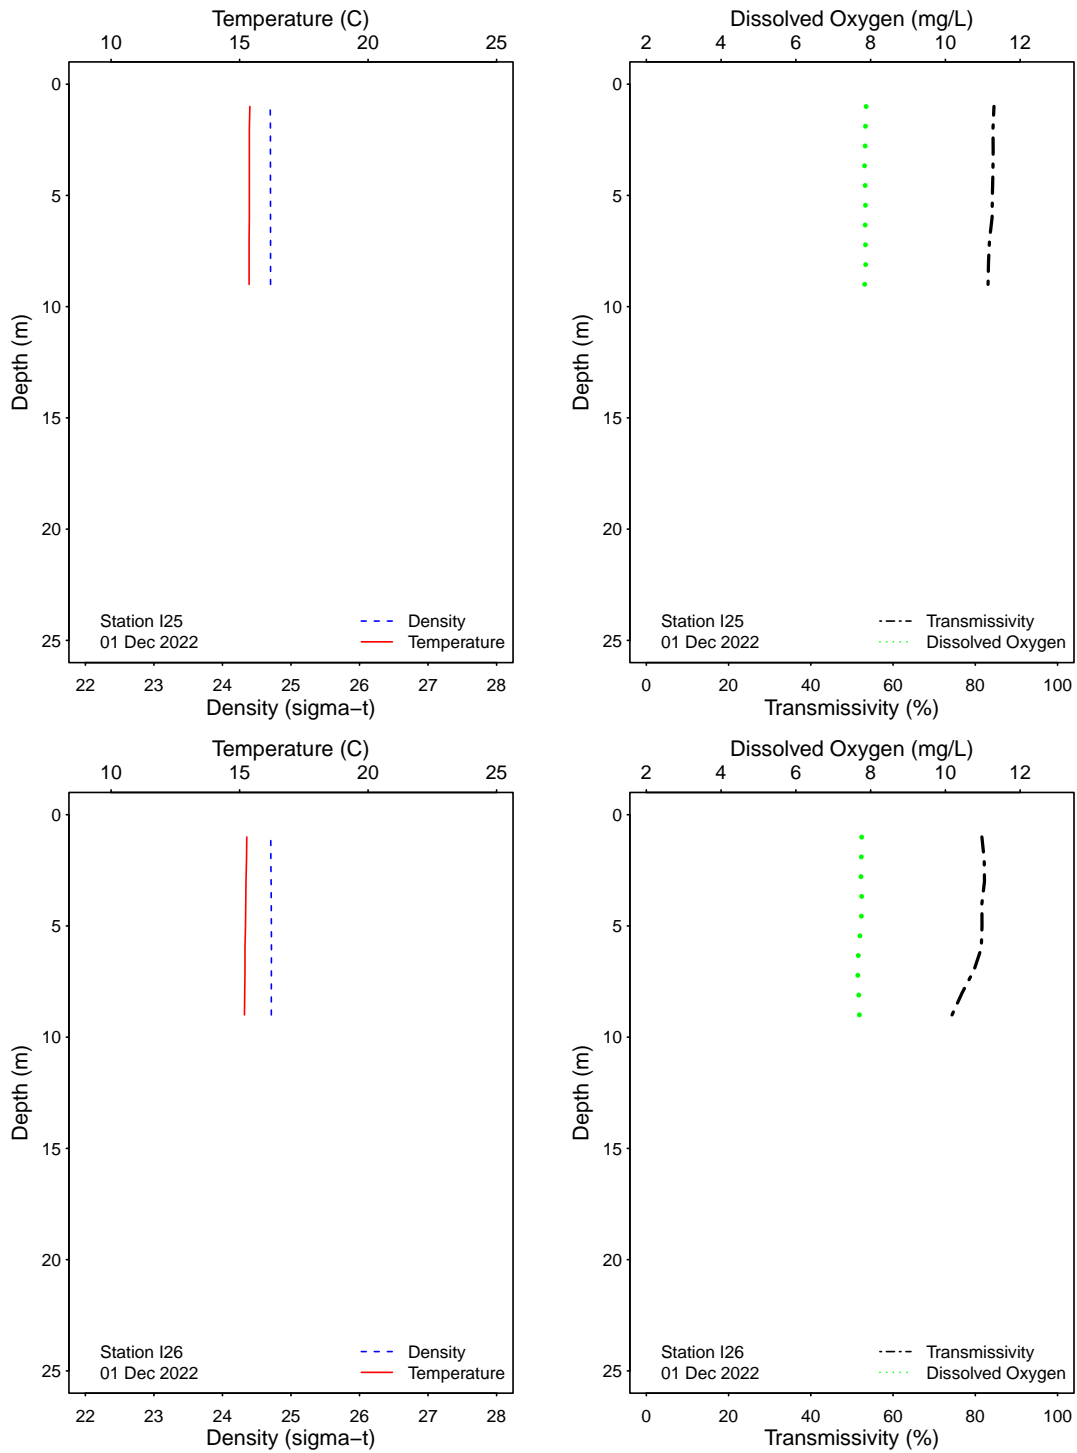 Temperature (C)
10 15 20 25
0
5
10
15
20
25
Depth (m)
Station I25
01 Dec 2022
Density
Temperature
22 23 24 25 26 27 28
Density (sigma−t)
Dissolved Oxygen (mg/L)
2 4 6 8 10 12
0
5
10
15
20
25
Depth (m)
Station I25
01 Dec 2022
Transmissivity
Dissolved Oxygen
0 20 40 60 80 100
Transmissivity (%)
Temperature (C)
10 15 20 25
0
5
10
15
20
25
Depth (m)
Station I26
01 Dec 2022
Density
Temperature
22 23 24 25 26 27 28
Density (sigma−t)
Dissolved Oxygen (mg/L)
2 4 6 8 10 12
0
5
10
15
20
25
Depth (m)
Station I26
01 Dec 2022
Transmissivity
Dissolved Oxygen
0 20 40 60 80 100
Transmissivity (%)